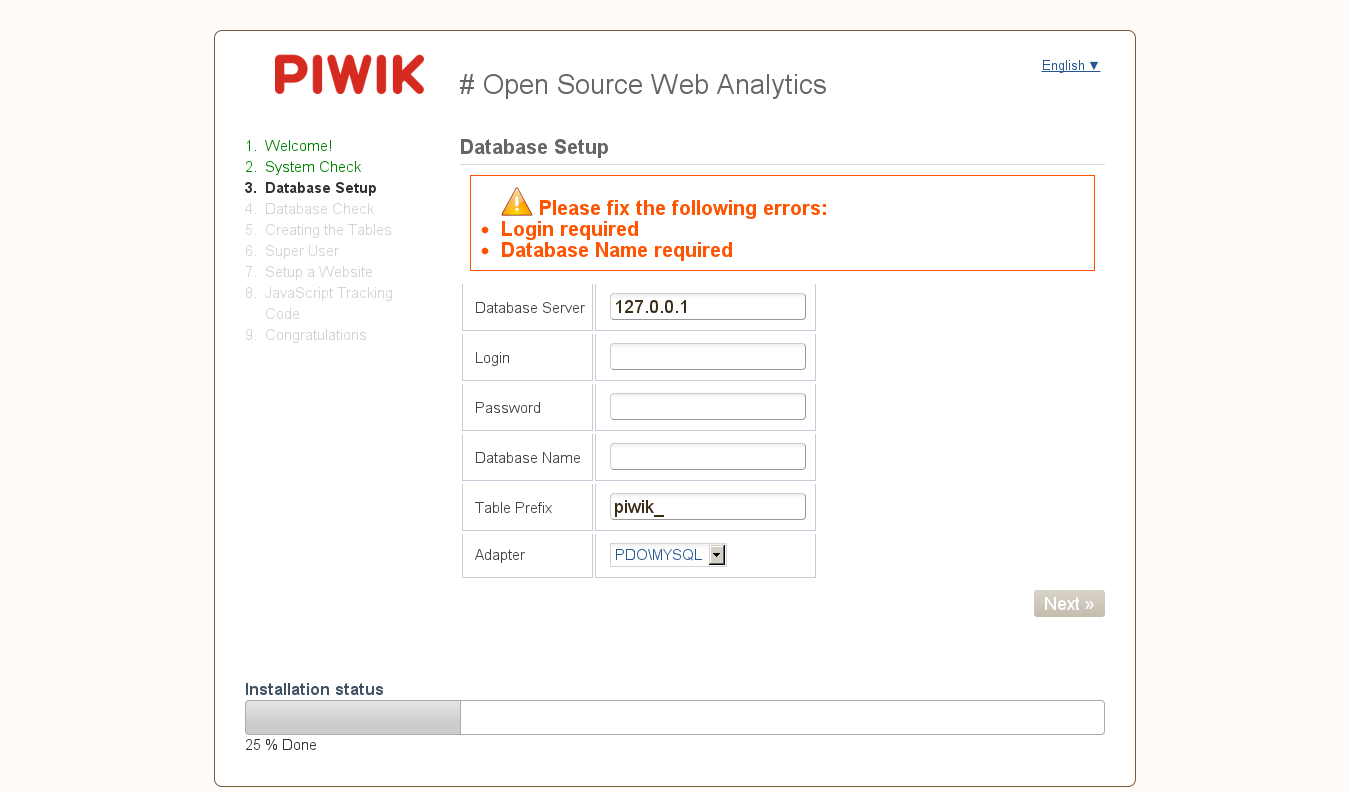 PIWIK
# Open Source Web Analytics
English ▼
1. Welcome!
2. System Check
3. Database Setup
4. Database Check
5. Creating the Tables
6. Super User
7. Setup a Website
8. JavaScript Tracking
Code
9. Congratulations
Database Setup
Please fix the following errors:
• Login required
• Database Name required
Database Server 127.0.0.1
Login
Password
Database Name
Table Prefix piwik_
Adapter PDO\MYSQL
Next »
Installation status
25 % Done